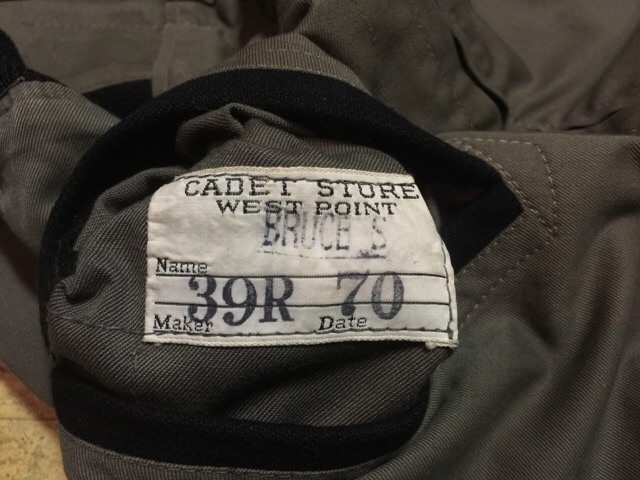 CADET STORE
WEST POINT
BRUCE S
Name
39R 70
Maker Date